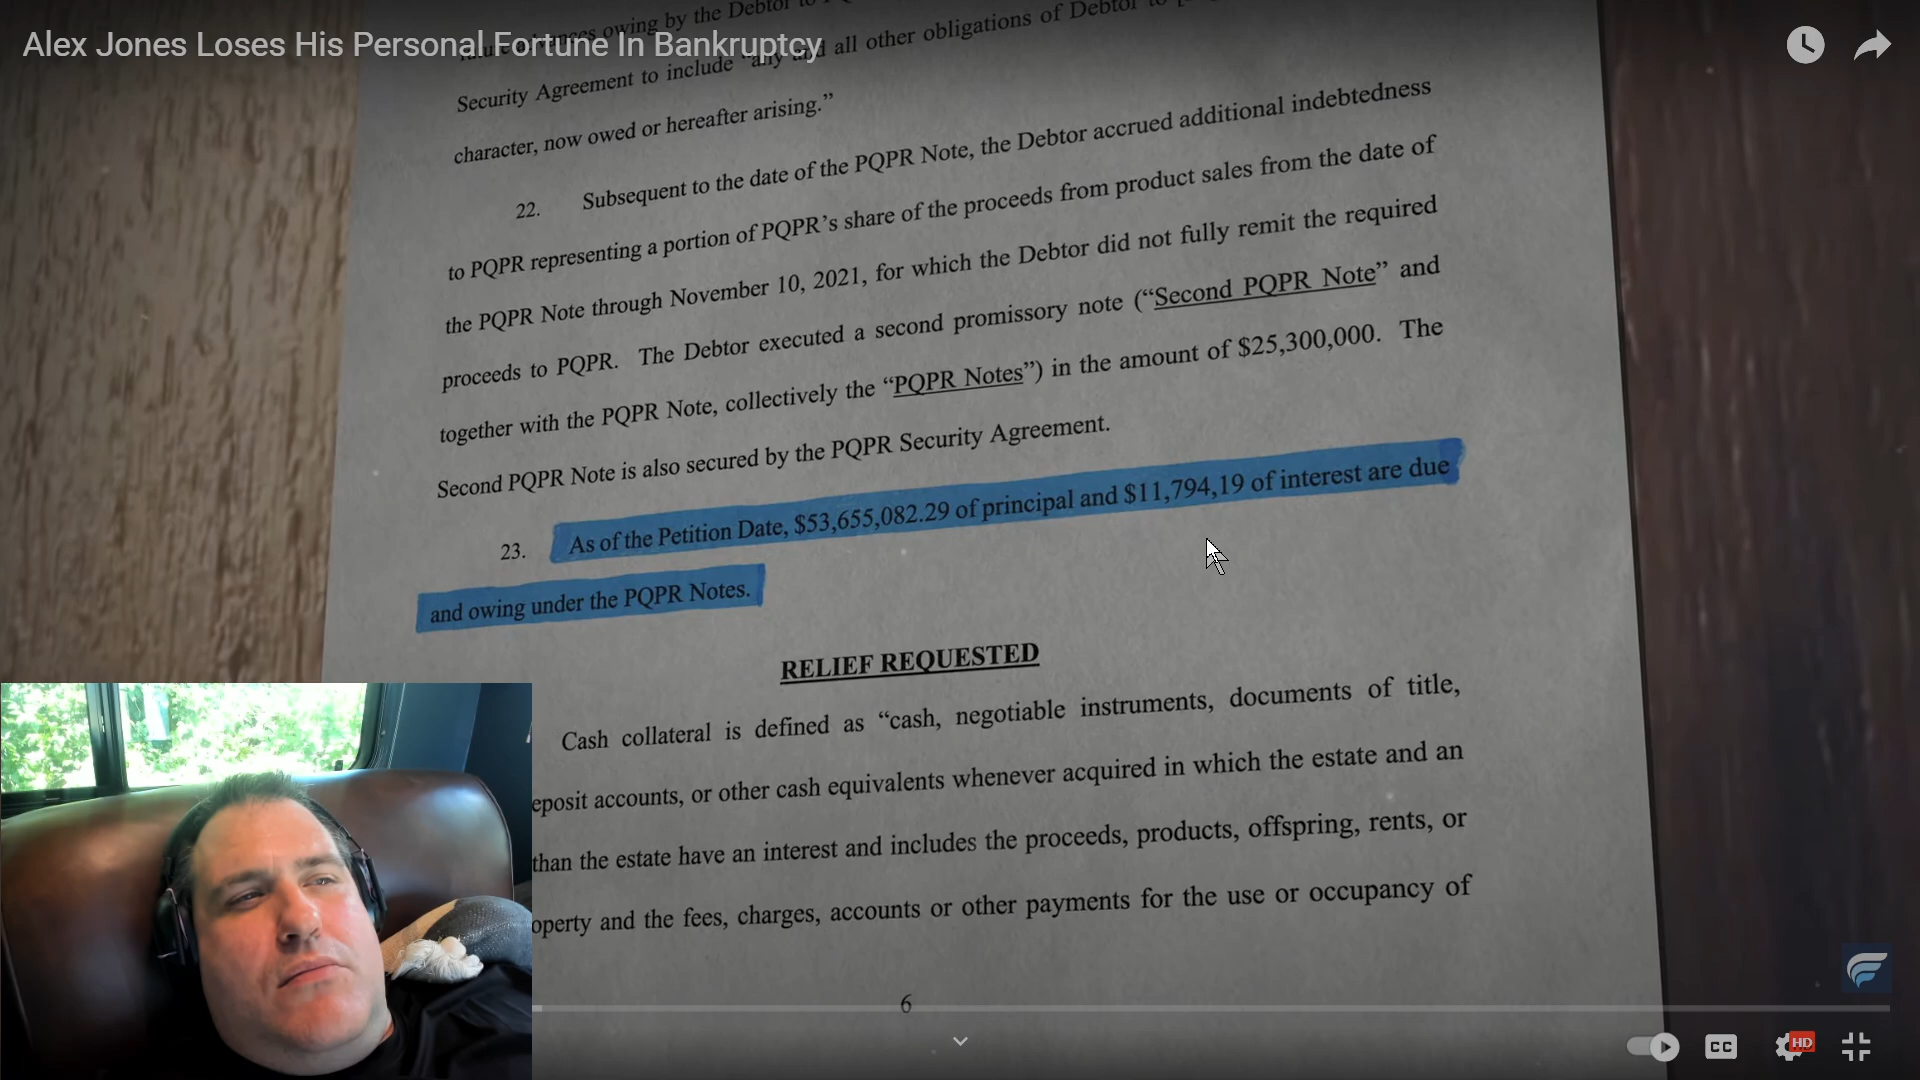 Alex Jones Loses His Personal Fortune In Bankruptcy
owing by the Debtor to
Security Agreement to include “any and all other obligations of Debtor to
character, now owed or hereafter arising.”
22. Subsequent to the date of the PQPR Note, the Debtor accrued additional indebtedness
to PQPR representing a portion of PQPR’s share of the proceeds from product sales from the date of
the PQPR Note through November 10, 2021, for which the Debtor did not fully remit the required
proceeds to PQPR. The Debtor executed a second promissory note (“Second PQPR Note” and
together with the PQPR Note, collectively the “PQPR Notes”) in the amount of $25,300,000. The
Second PQPR Note is also secured by the PQPR Security Agreement.
23. As of the Petition Date, $53,655,082.29 of principal and $11,794,19 of interest are due
and owing under the PQPR Notes.
RELIEF REQUESTED
Cash collateral is defined as “cash, negotiable instruments, documents of title,
eposit accounts, or other cash equivalents whenever acquired in which the estate and an
than the estate have an interest and includes the proceeds, products, offspring, rents, or
operty and the fees, charges, accounts or other payments for the use or occupancy of
6
CC
HD